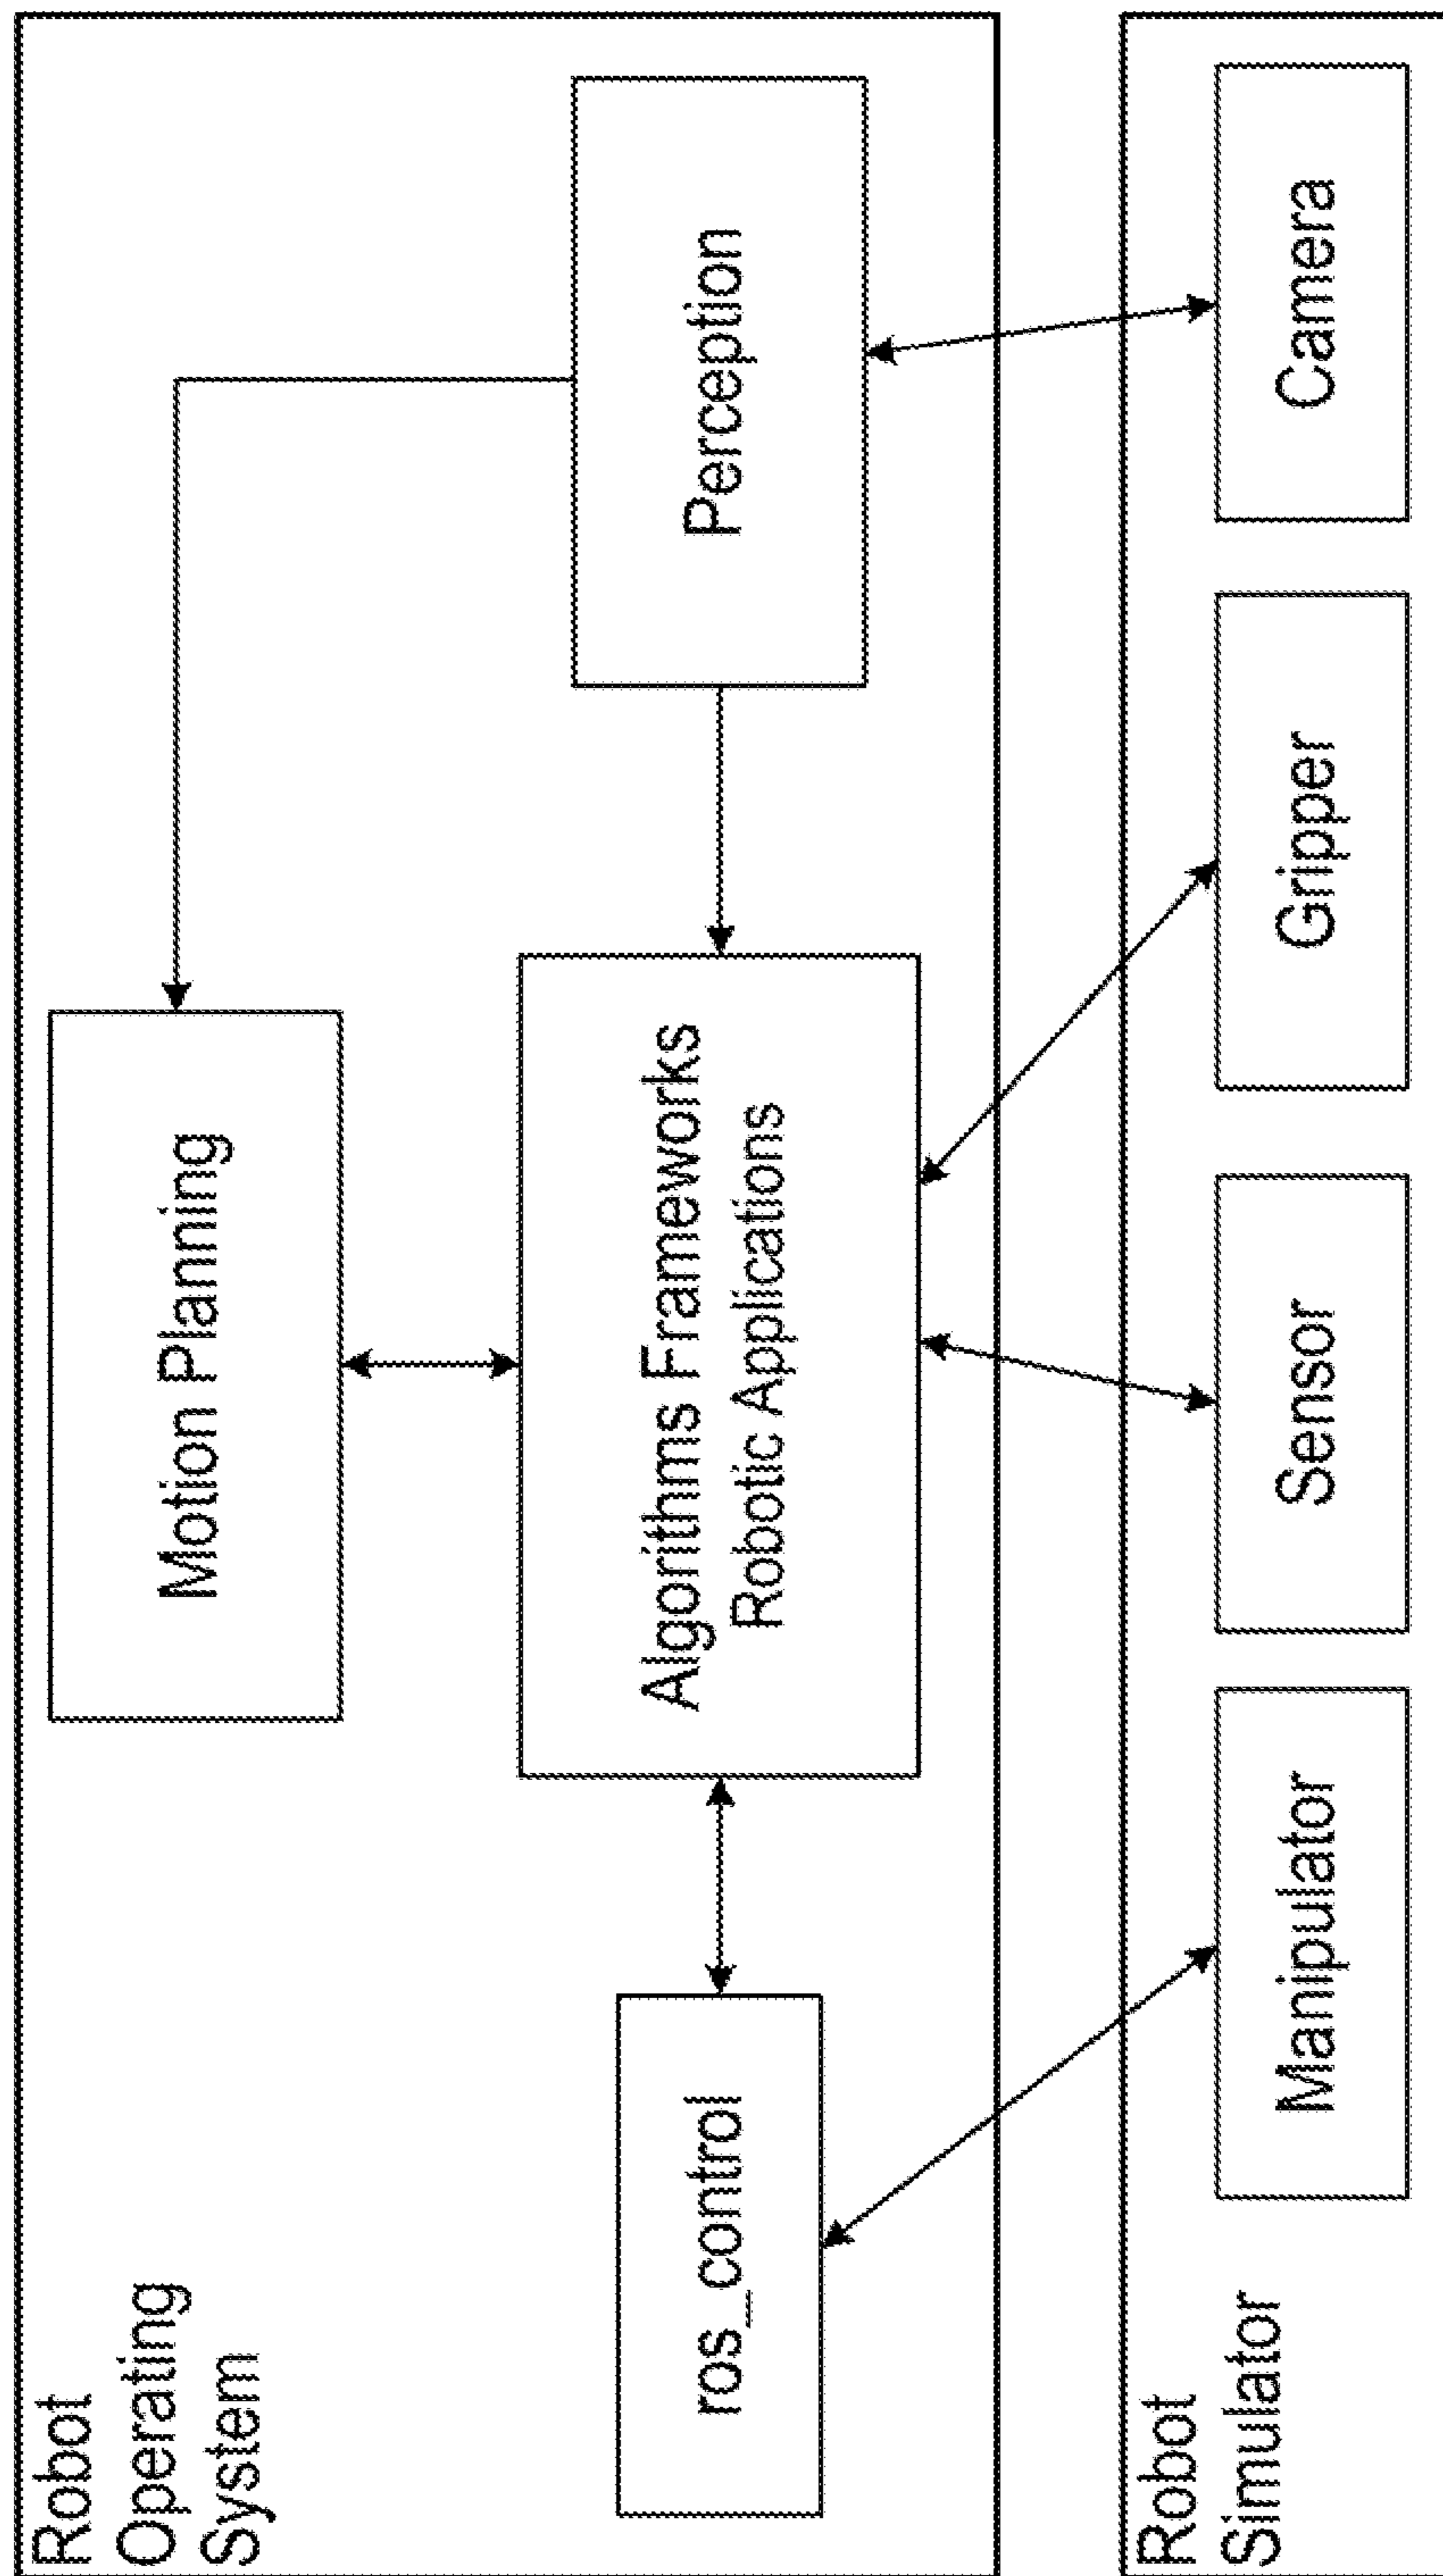 Robot
Operating
System
Motion Planning
ros_control
Algorithms Frameworks
Robotic Applications
Perception
Robot
Simulator
Manipulator
Sensor
Gripper
Camera